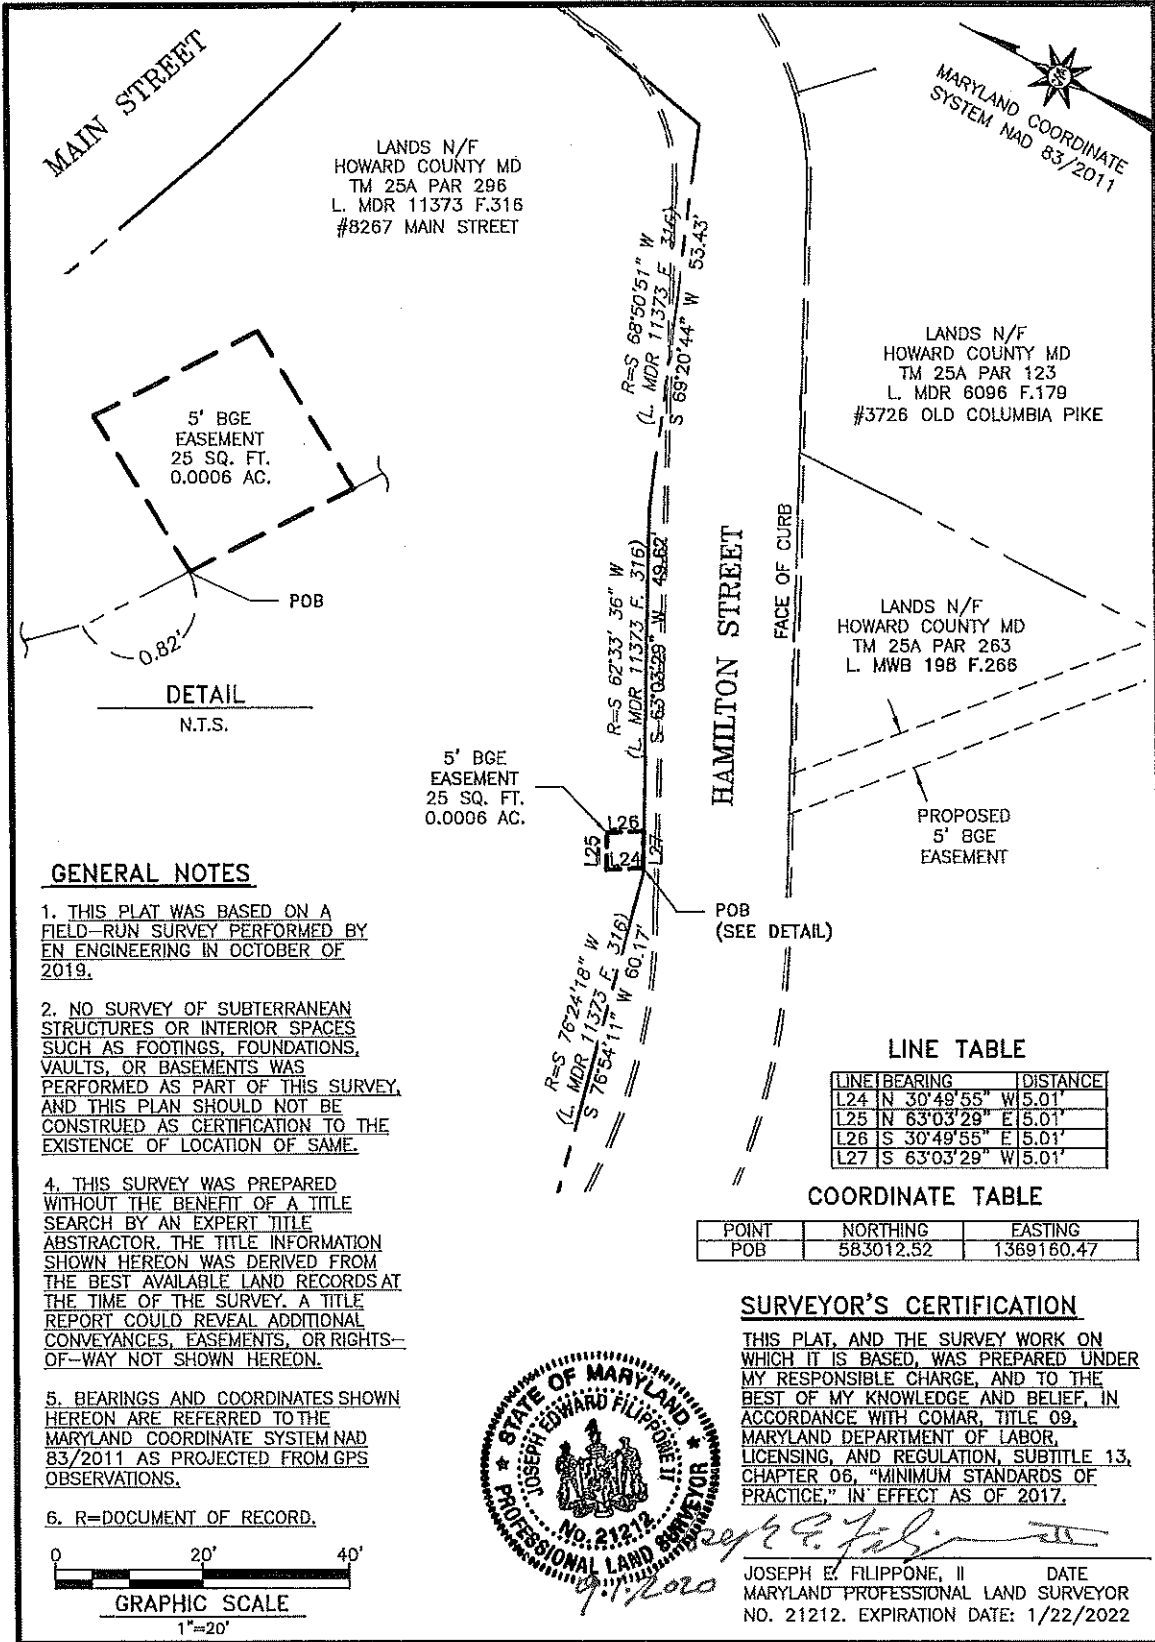 MAIN STREET
LANDS N/F
HOWARD COUNTY MD
TM 25A PAR 296
L. MDR 11373 F.316
#8267 MAIN STREET
MARYLAND COORDINATE
SYSTEM NAD 83/2011
R=S 68°50'51" W
(L. MDR 11373 F. 316)
S 69°20'44" W 53.43'
LANDS N/F
HOWARD COUNTY MD
TM 25A PAR 123
L. MDR 6096 F.179
#3726 OLD COLUMBIA PIKE
5' BGE
EASEMENT
25 SQ. FT.
0.0006 AC.
POB
0.82'
DETAIL
N.T.S.
R=S 62°33' 36" W
(L. MDR 11373 F. 316)
S 63°03'29" W 49.62'
HAMILTON STREET
FACE OF CURB
LANDS N/F
HOWARD COUNTY MD
TM 25A PAR 263
L. MWB 198 F.266
5' BGE
EASEMENT
25 SQ. FT.
0.0006 AC.
L26
L25
L24
L27
PROPOSED
5' BGE
EASEMENT
POB
(SEE DETAIL)
R=S 76°24'18" W
(L. MDR 11373 F. 316)
S 76°54'11" W 60.17'
GENERAL NOTES
1. THIS PLAT WAS BASED ON A
FIELD-RUN SURVEY PERFORMED BY
EN ENGINEERING IN OCTOBER OF
2019.
2. NO SURVEY OF SUBTERRANEAN
STRUCTURES OR INTERIOR SPACES
SUCH AS FOOTINGS, FOUNDATIONS,
VAULTS, OR BASEMENTS WAS
PERFORMED AS PART OF THIS SURVEY,
AND THIS PLAN SHOULD NOT BE
CONSTRUED AS CERTIFICATION TO THE
EXISTENCE OF LOCATION OF SAME.
4. THIS SURVEY WAS PREPARED
WITHOUT THE BENEFIT OF A TITLE
SEARCH BY AN EXPERT TITLE
ABSTRACTOR. THE TITLE INFORMATION
SHOWN HEREON WAS DERIVED FROM
THE BEST AVAILABLE LAND RECORDS AT
THE TIME OF THE SURVEY. A TITLE
REPORT COULD REVEAL ADDITIONAL
CONVEYANCES, EASEMENTS, OR RIGHTS-
OF-WAY NOT SHOWN HEREON.
5. BEARINGS AND COORDINATES SHOWN
HEREON ARE REFERRED TO THE
MARYLAND COORDINATE SYSTEM NAD
83/2011 AS PROJECTED FROM GPS
OBSERVATIONS.
6. R=DOCUMENT OF RECORD.
0 20' 40'
GRAPHIC SCALE
1"=20'
LINE TABLE
LINE BEARING DISTANCE
L24 N 30°49'55" W 5.01'
L25 N 63°03'29" E 5.01'
L26 S 30°49'55" E 5.01'
L27 S 63°03'29" W 5.01'
COORDINATE TABLE
POINT NORTHING EASTING
POB 583012.52 1369160.47
SURVEYOR'S CERTIFICATION
THIS PLAT, AND THE SURVEY WORK ON
WHICH IT IS BASED, WAS PREPARED UNDER
MY RESPONSIBLE CHARGE, AND TO THE
BEST OF MY KNOWLEDGE AND BELIEF, IN
ACCORDANCE WITH COMAR, TITLE 09,
MARYLAND DEPARTMENT OF LABOR,
LICENSING, AND REGULATION, SUBTITLE 13,
CHAPTER 06, "MINIMUM STANDARDS OF
PRACTICE," IN EFFECT AS OF 2017.
STATE OF MARYLAND
JOSEPH EDWARD FILIPPONE II
No. 21212
PROFESSIONAL LAND SURVEYOR
JOSEPH E. FILIPPONE, II DATE
MARYLAND PROFESSIONAL LAND SURVEYOR
NO. 21212. EXPIRATION DATE: 1/22/2022